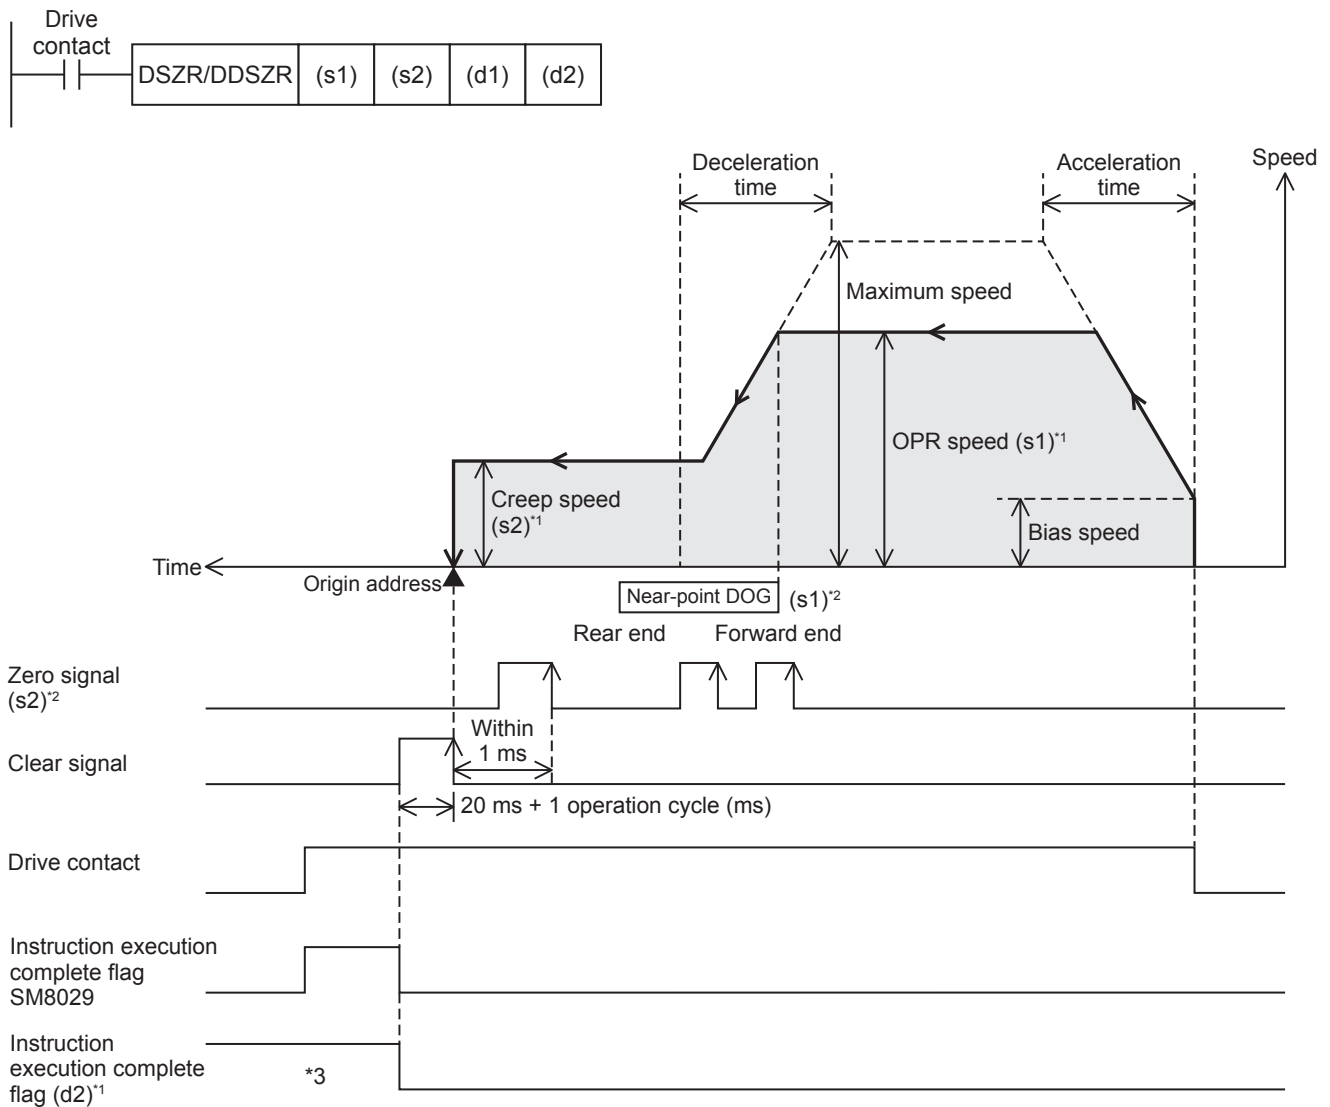 Drive
contact
DSZR/DDSZR (s1) (s2) (d1) (d2)
Deceleration
time
Acceleration
time
Speed
Maximum speed
OPR speed (s1)*1
Creep speed
(s2)*1
Bias speed
Time
Origin address
Near-point DOG (s1)*2
Rear end
Forward end
Zero signal
(s2)*2
Within
1 ms
Clear signal
20 ms + 1 operation cycle (ms)
Drive contact
Instruction execution
complete flag
SM8029
Instruction
execution complete
flag (d2)*1
*3